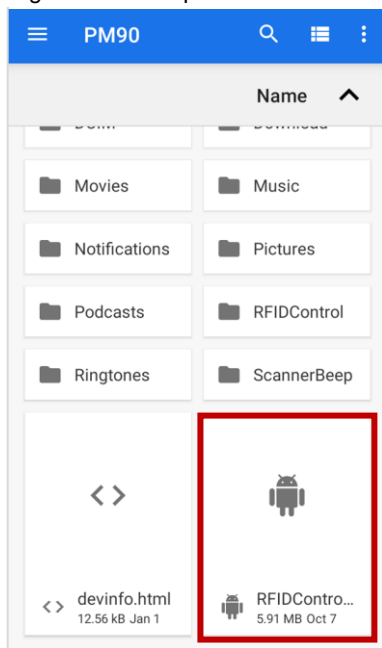 PM90
Name
Movies
Music
Notifications
Pictures
Podcasts
RFIDControl
Ringtones
ScannerBeep
devinfo.html
12.56 kB Jan 1
RFIDContro...
5.91 MB Oct 7